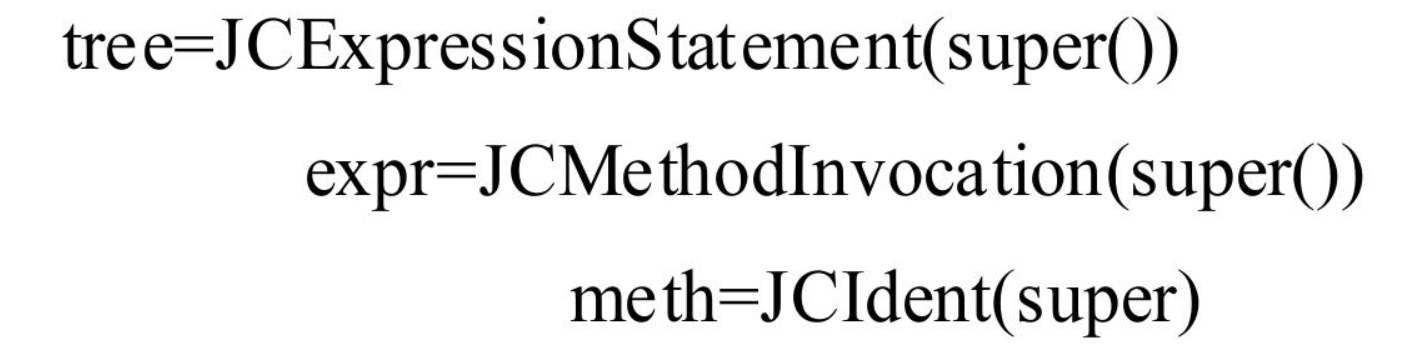 tree=JCExpressionStatement(super())
expr=JCMethodInvocation(super())
meth=JCIdent(super)